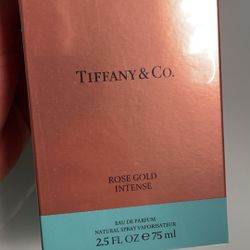 TIFFANY & CO.
ROSE GOLD
INTENSE
EAU DE PARFUM
NATURAL SPRAY VAPORISATEUR
2.5 FL OZ ℮ 75 ml